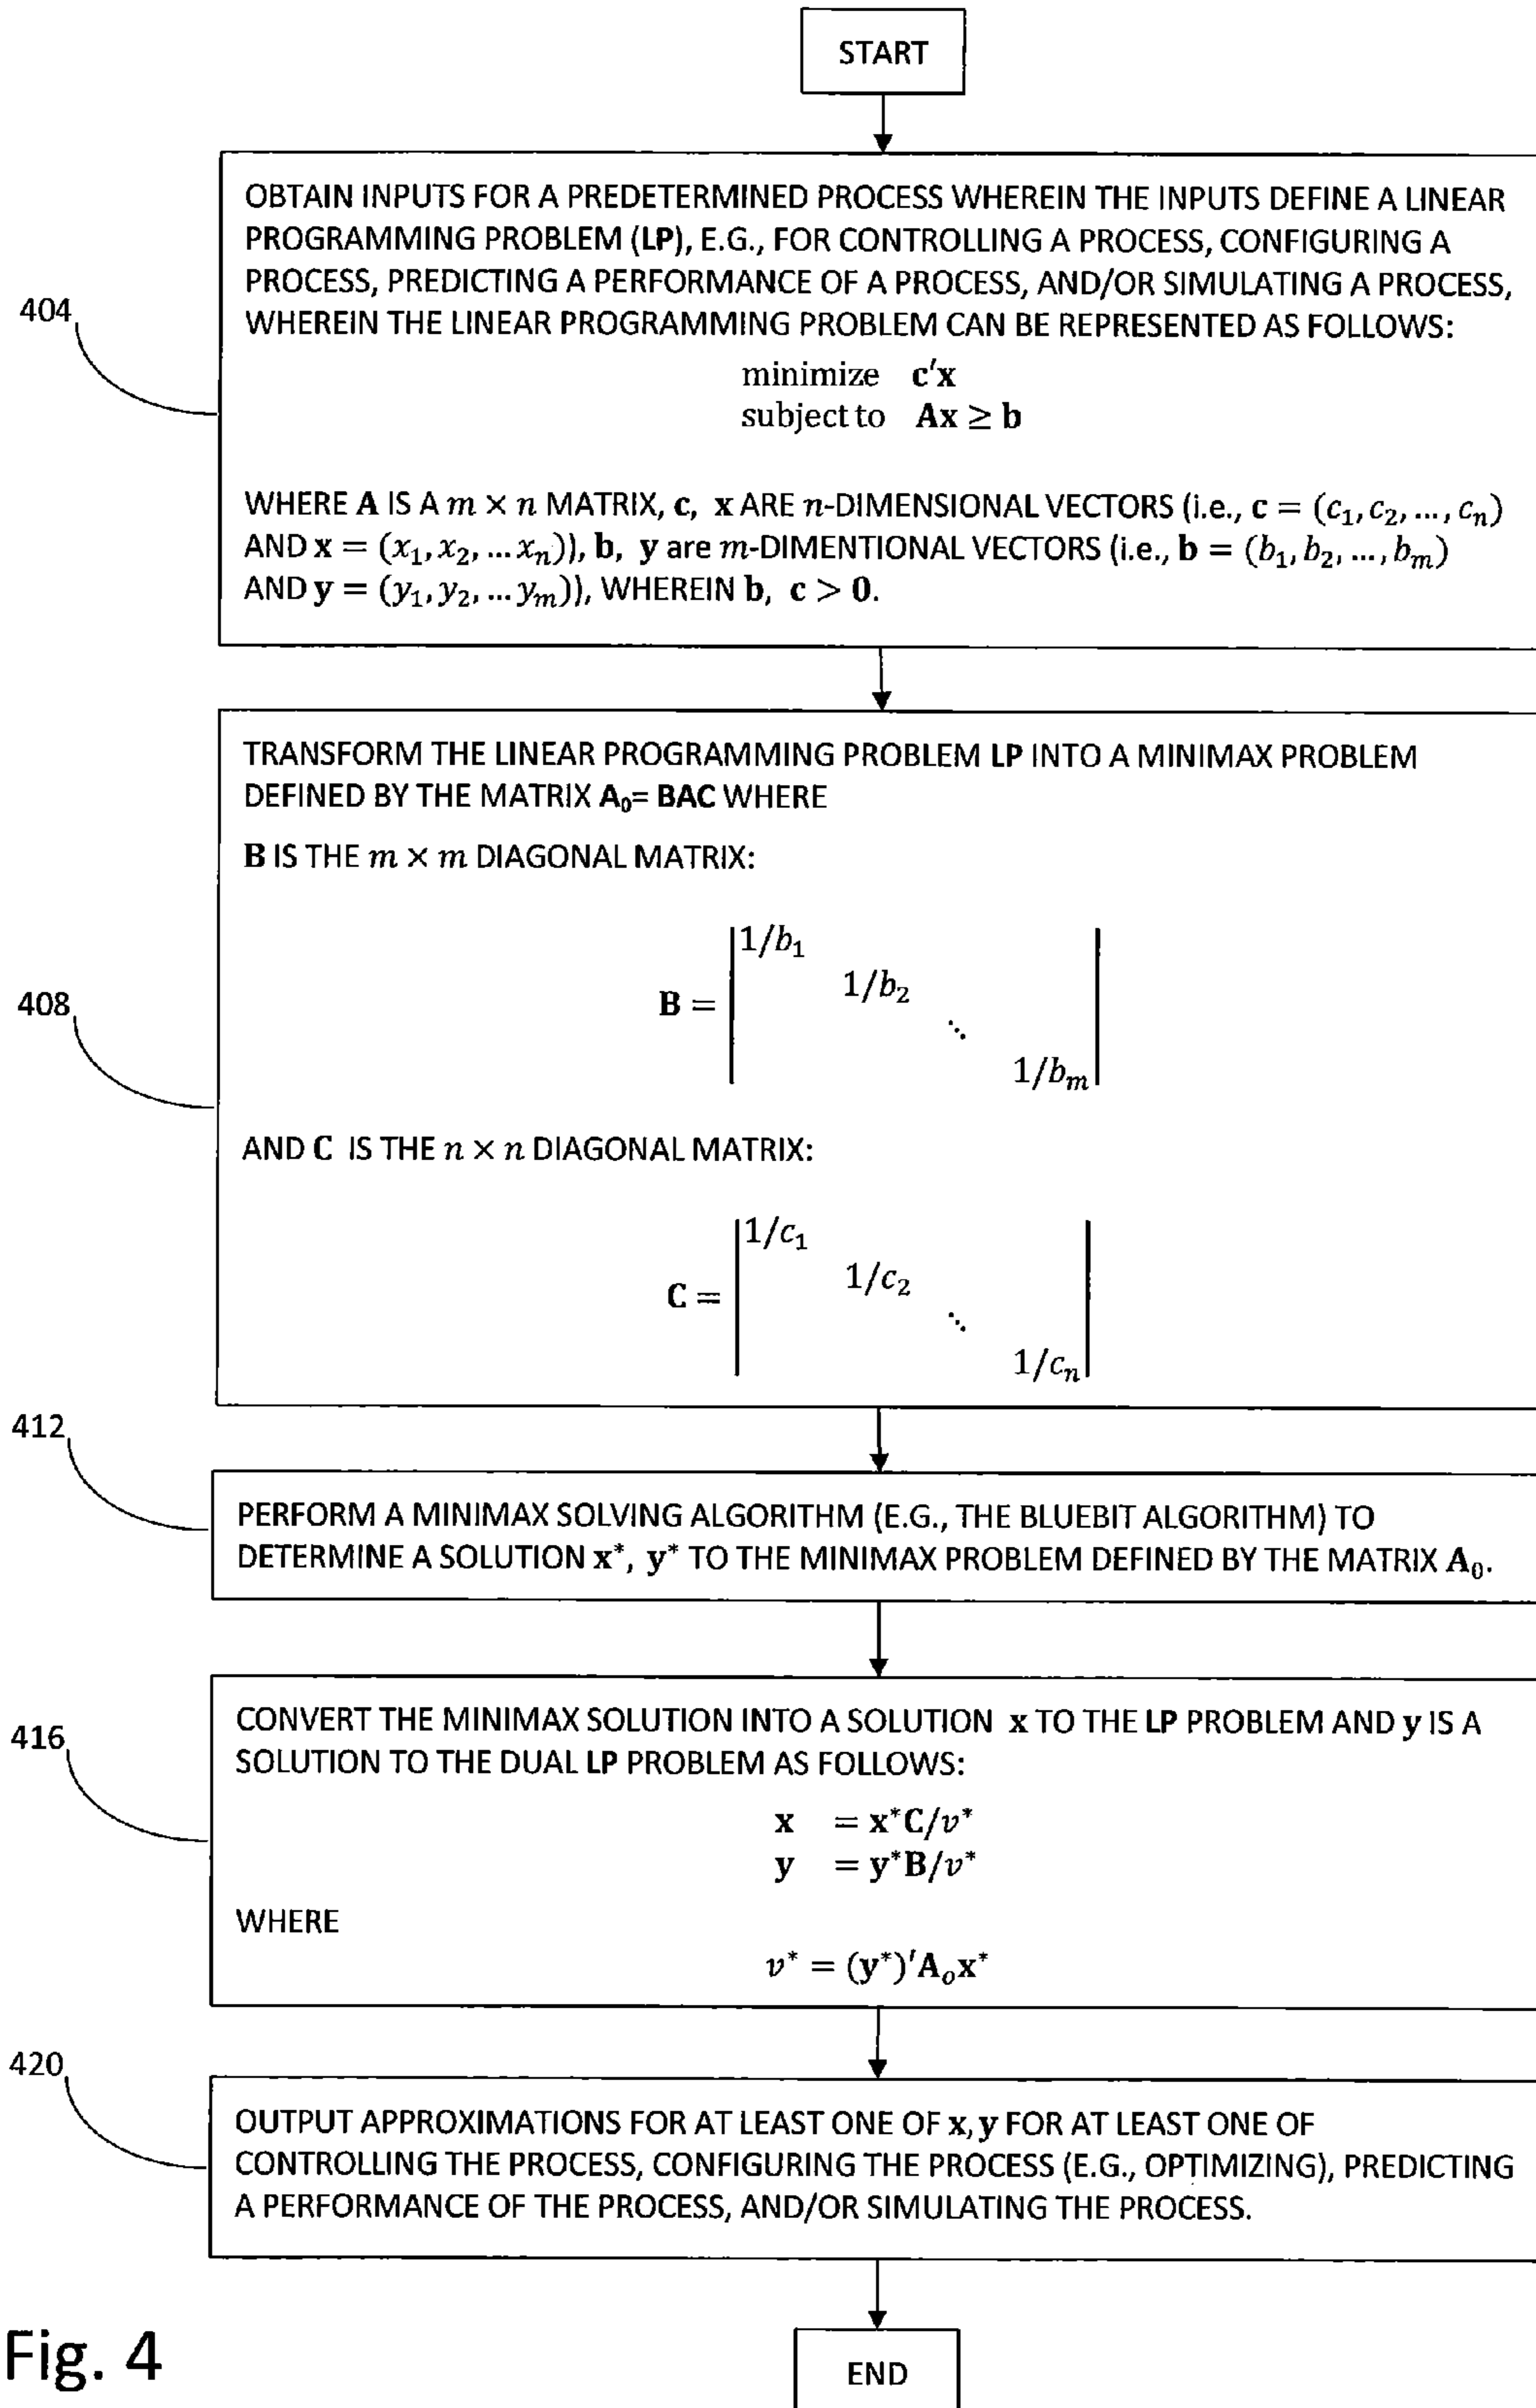 START
OBTAIN INPUTS FOR A PREDETERMINED PROCESS WHEREIN THE INPUTS DEFINE A LINEAR
PROGRAMMING PROBLEM (LP), E.G., FOR CONTROLLING A PROCESS, CONFIGURING A
PROCESS, PREDICTING A PERFORMANCE OF A PROCESS, AND/OR SIMULATING A PROCESS,
WHEREIN THE LINEAR PROGRAMMING PROBLEM CAN BE REPRESENTED AS FOLLOWS:
404
minimize c′x
subject to Ax ≥ b
WHERE A IS A m × n MATRIX, c, x ARE n-DIMENSIONAL VECTORS (i.e., c = (c₁, c₂, ..., cₙ)
AND x = (x₁, x₂, ... xₙ)), b, y are m-DIMENTIONAL VECTORS (i.e., b = (b₁, b₂, ..., bₘ)
AND y = (y₁, y₂, ... yₘ)), WHEREIN b, c > 0.
TRANSFORM THE LINEAR PROGRAMMING PROBLEM LP INTO A MINIMAX PROBLEM
DEFINED BY THE MATRIX A₀= BAC WHERE
B IS THE m × m DIAGONAL MATRIX:
408
B = | 1/b₁ 1/b₂ ⋱ 1/bₘ |
AND C IS THE n × n DIAGONAL MATRIX:
C = | 1/c₁ 1/c₂ ⋱ 1/cₙ |
412
PERFORM A MINIMAX SOLVING ALGORITHM (E.G., THE BLUEBIT ALGORITHM) TO
DETERMINE A SOLUTION x*, y* TO THE MINIMAX PROBLEM DEFINED BY THE MATRIX A₀.
416
CONVERT THE MINIMAX SOLUTION INTO A SOLUTION x TO THE LP PROBLEM AND y IS A
SOLUTION TO THE DUAL LP PROBLEM AS FOLLOWS:
x = x*C/v*
y = y*B/v*
WHERE
v* = (y*)′Aₒx*
420
OUTPUT APPROXIMATIONS FOR AT LEAST ONE OF x, y FOR AT LEAST ONE OF
CONTROLLING THE PROCESS, CONFIGURING THE PROCESS (E.G., OPTIMIZING), PREDICTING
A PERFORMANCE OF THE PROCESS, AND/OR SIMULATING THE PROCESS.
END
Fig. 4